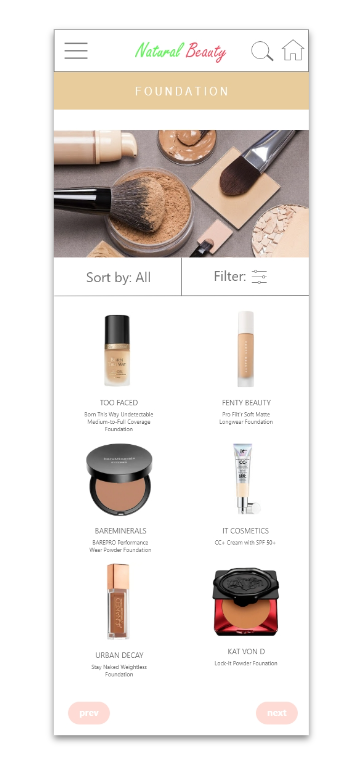 Natural Beauty
FOUNDATION
Sort by: All
Filter:
TOO FACED
Born This Way Undetectable
Medium-to-Full Coverage
Foundation
FENTY BEAUTY
Pro Filt'r Soft Matte
Longwear Foundation
BAREMINERALS
BAREPRO Performance
Wear Powder Foundation
IT COSMETICS
CC+ Cream with SPF 50+
URBAN DECAY
Stay Naked Weightless
Foundation
KAT VON D
Lock-It Powder Founation
prev
next